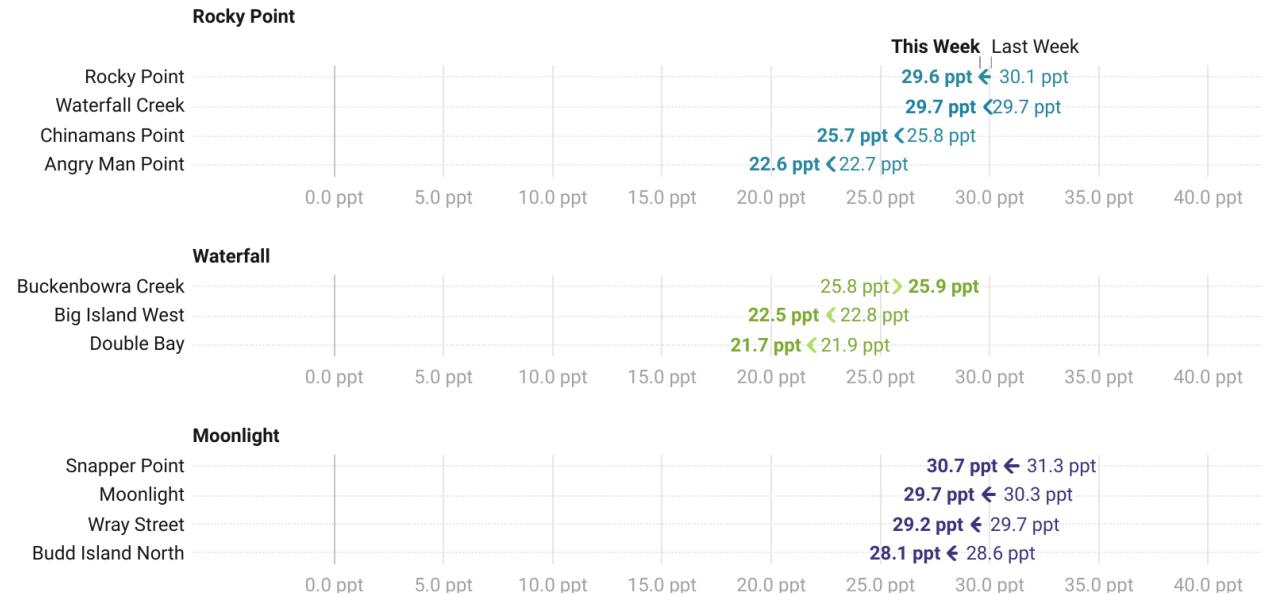 Rocky Point
This Week Last Week
Rocky Point 29.6 ppt 30.1 ppt
Waterfall Creek 29.7 ppt 29.7 ppt
Chinamans Point 25.7 ppt 25.8 ppt
Angry Man Point 22.6 ppt 22.7 ppt
0.0 ppt 5.0 ppt 10.0 ppt 15.0 ppt 20.0 ppt 25.0 ppt 30.0 ppt 35.0 ppt 40.0 ppt
Waterfall
Buckenbowra Creek 25.8 ppt 25.9 ppt
Big Island West 22.5 ppt 22.8 ppt
Double Bay 21.7 ppt 21.9 ppt
0.0 ppt 5.0 ppt 10.0 ppt 15.0 ppt 20.0 ppt 25.0 ppt 30.0 ppt 35.0 ppt 40.0 ppt
Moonlight
Snapper Point 30.7 ppt 31.3 ppt
Moonlight 29.7 ppt 30.3 ppt
Wray Street 29.2 ppt 29.7 ppt
Budd Island North 28.1 ppt 28.6 ppt
0.0 ppt 5.0 ppt 10.0 ppt 15.0 ppt 20.0 ppt 25.0 ppt 30.0 ppt 35.0 ppt 40.0 ppt